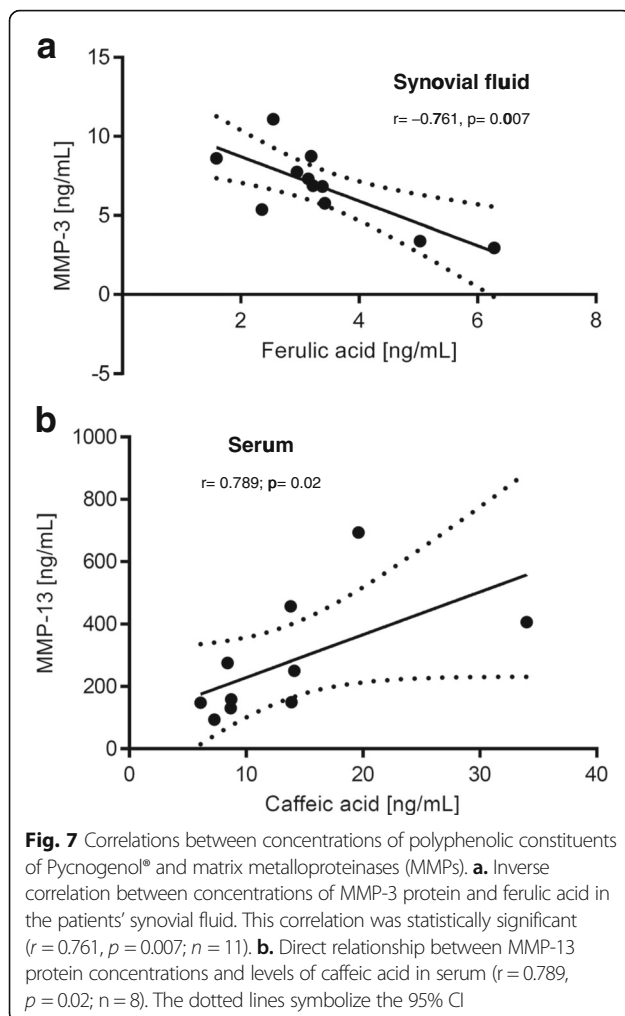 a
15
10
5
0
-5
MMP-3 [ng/mL]
Synovial fluid
r= –0.761, p= 0.007
2 4 6 8
Ferulic acid [ng/mL]
b
1000
800
600
400
200
0
MMP-13 [ng/mL]
Serum
r= 0.789; p= 0.02
0 10 20 30 40
Caffeic acid [ng/mL]
Fig. 7 Correlations between concentrations of polyphenolic constituents
of Pycnogenol® and matrix metalloproteinases (MMPs). a. Inverse
correlation between concentrations of MMP-3 protein and ferulic acid in
the patients' synovial fluid. This correlation was statistically significant
(r = 0.761, p = 0.007; n = 11). b. Direct relationship between MMP-13
protein concentrations and levels of caffeic acid in serum (r = 0.789,
p = 0.02; n = 8). The dotted lines symbolize the 95% CI